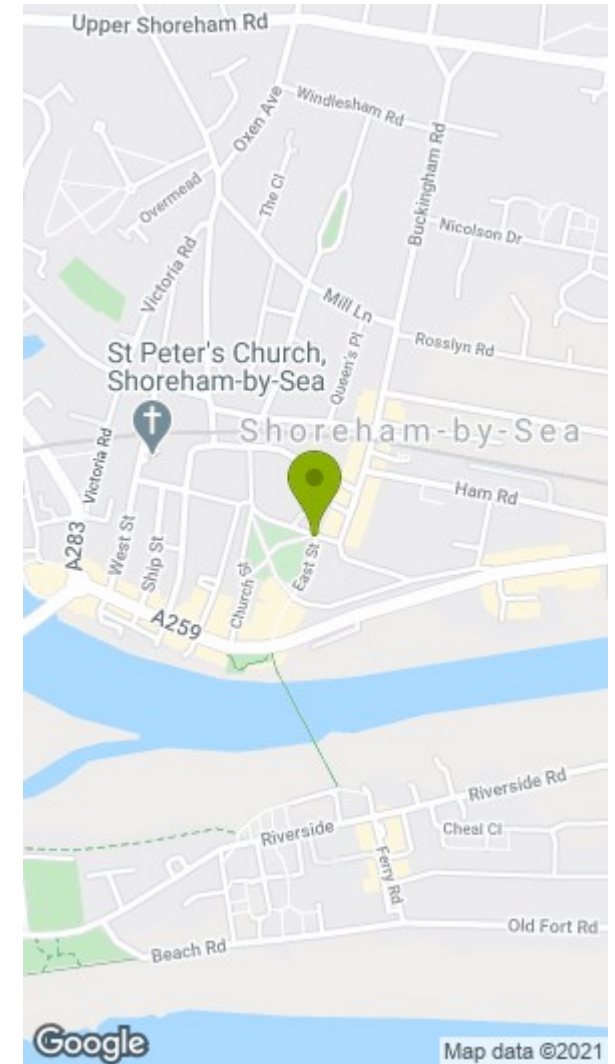 Upper Shoreham Rd
Oxen Ave
Windlesham Rd
Overmead
The Cl
Buckingham Rd
Nicolson Dr
Victoria Rd
Mill Ln
Rosslyn Rd
St Peter's Church,
Shoreham-by-Sea
Queen's Pl
Shoreham-by-Sea
Victoria Rd
Ham Rd
A283
West St
Ship St
Church St
East St
A259
Riverside Rd
Riverside
Cheal Cl
Ferry Rd
Old Fort Rd
Beach Rd
Google
Map data ©2021